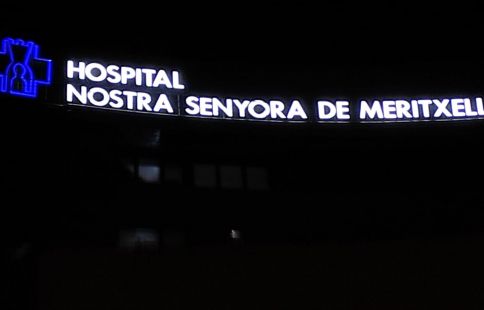 HOSPITAL
NOSTRA SENYORA DE MERITXELL